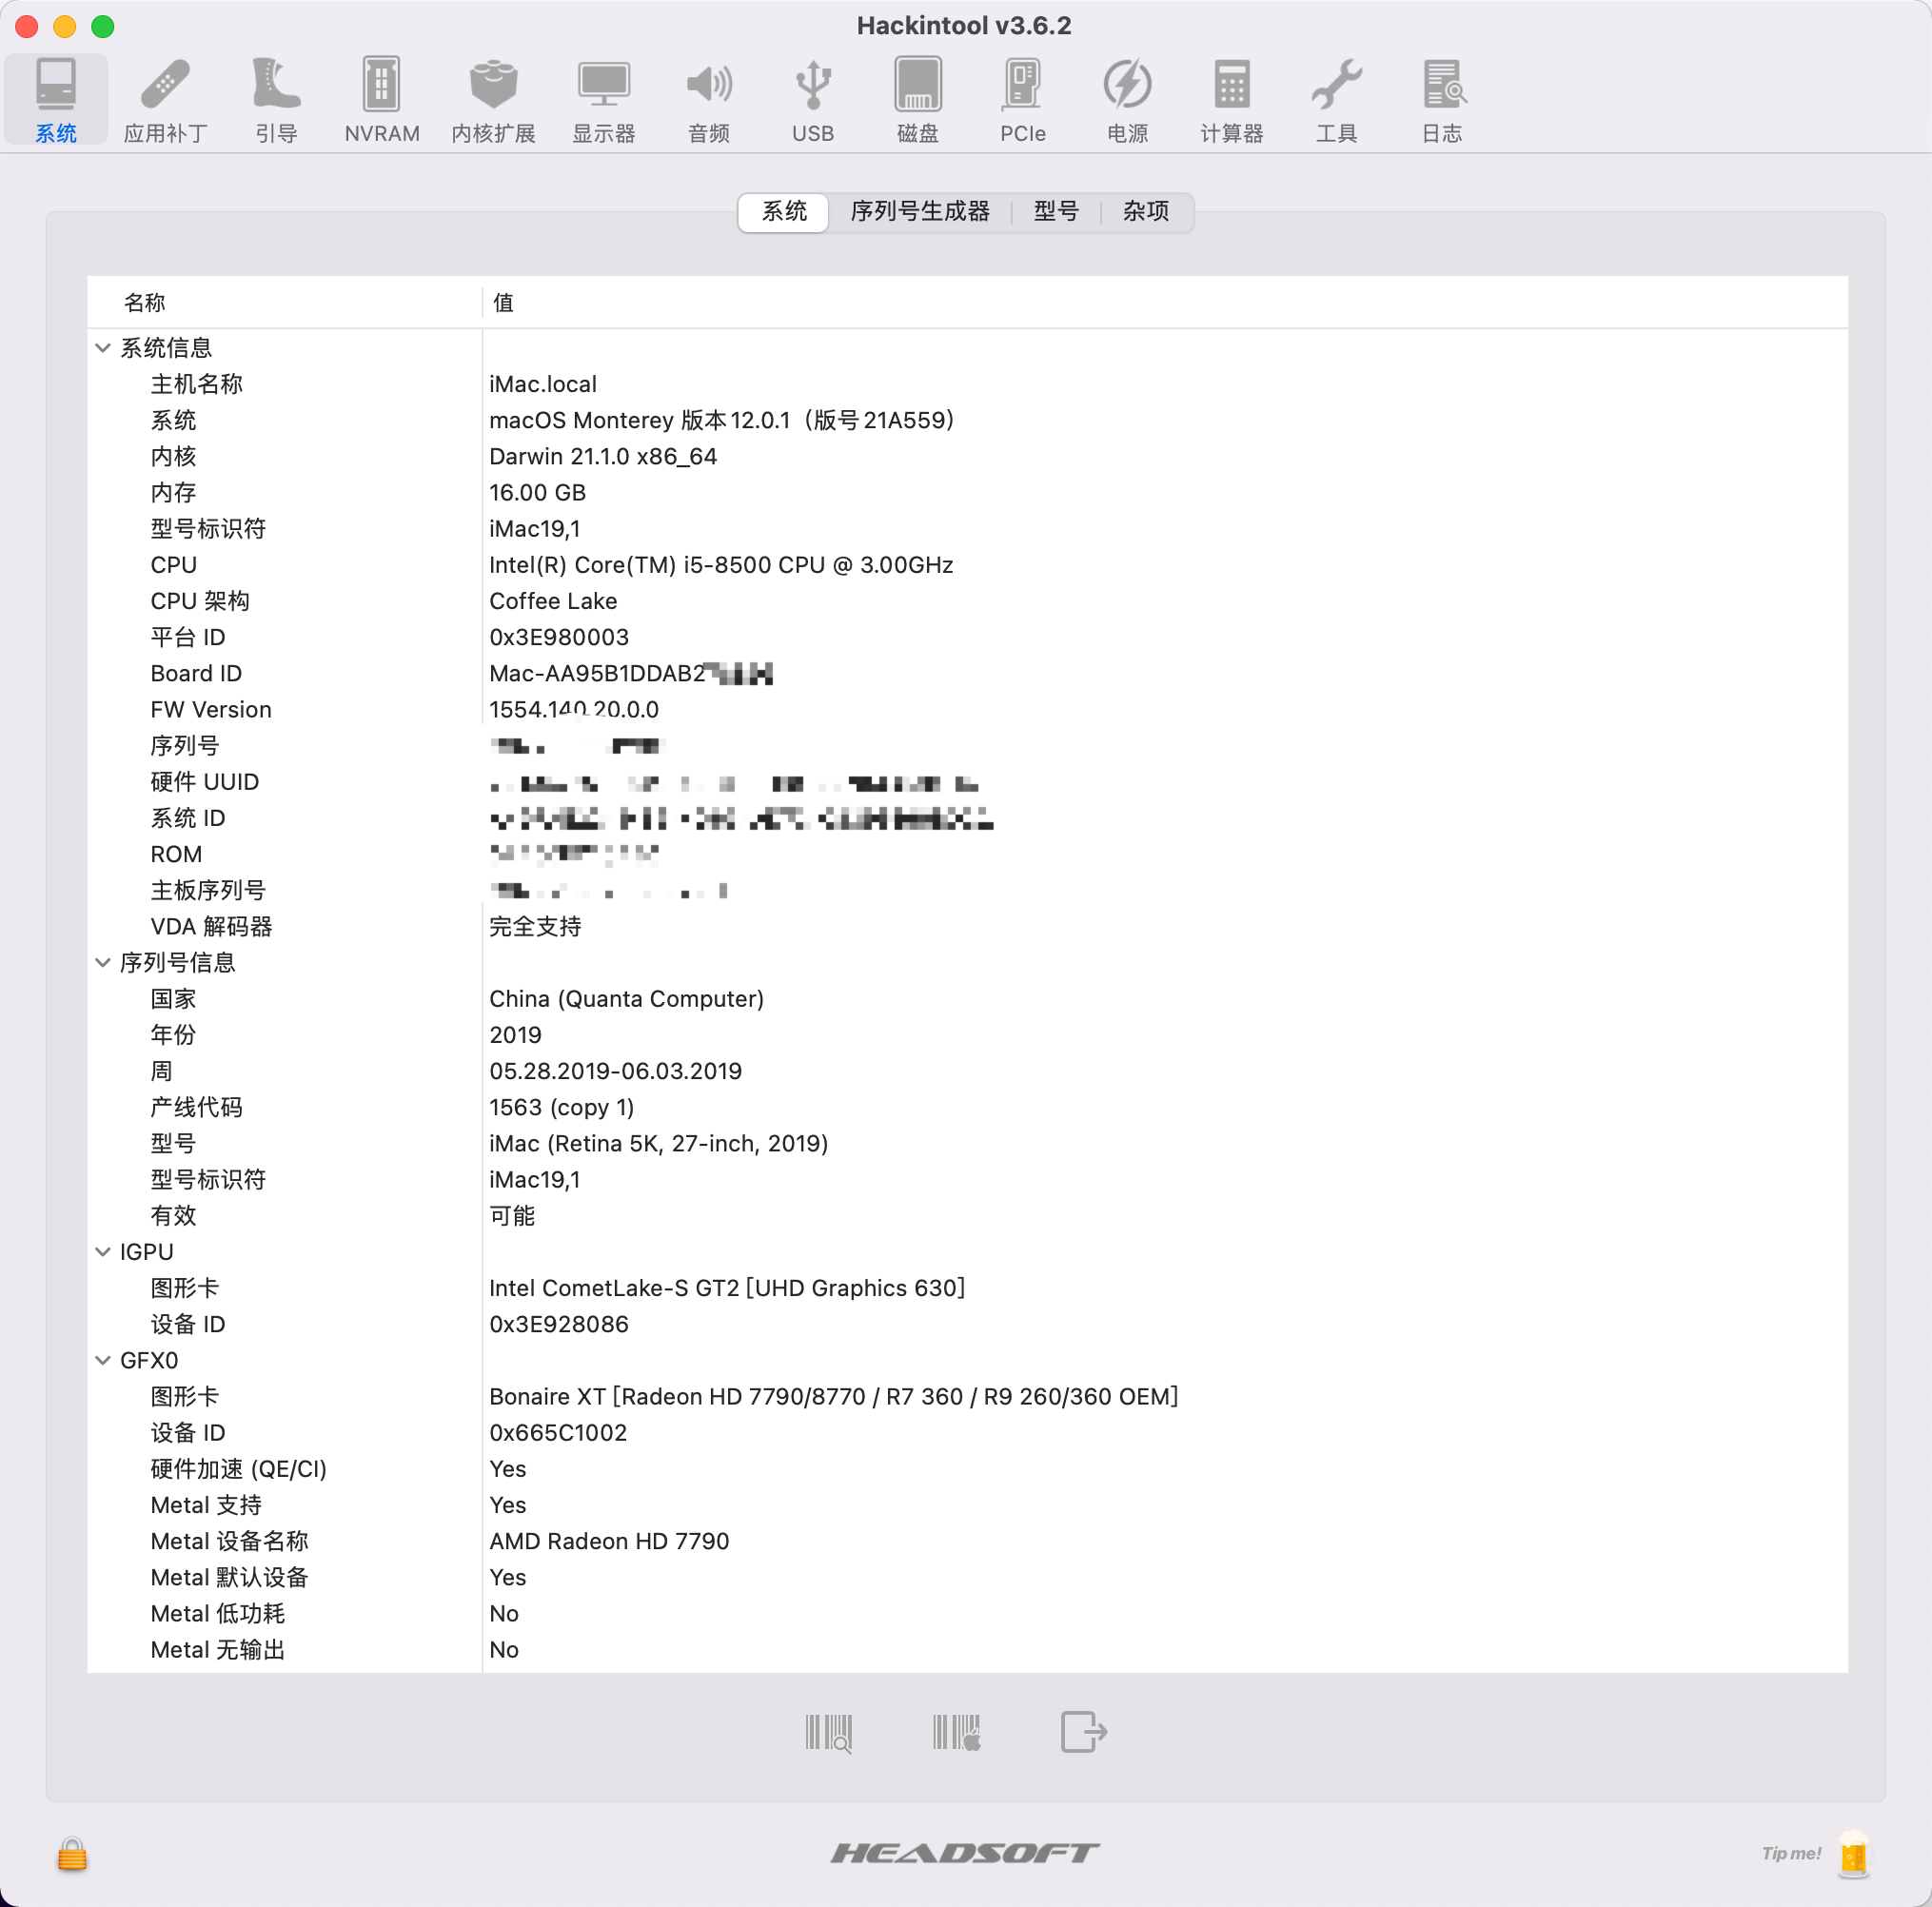 Hackintool v3.6.2
系统 应用补丁 引导 NVRAM 内核扩展 显示器 音频 USB 磁盘 PCIe 电源 计算器 工具 日志
系统 序列号生成器 型号 杂项
名称 值
系统信息
主机名称 iMac.local
系统 macOS Monterey 版本12.0.1（版号21A559）
内核 Darwin 21.1.0 x86_64
内存 16.00 GB
型号标识符 iMac19,1
CPU Intel(R) Core(TM) i5-8500 CPU @ 3.00GHz
CPU 架构 Coffee Lake
平台 ID 0x3E980003
Board ID Mac-AA95B1DDAB2
FW Version 1554.140.20.0.0
序列号
硬件 UUID
系统 ID
ROM
主板序列号
VDA 解码器 完全支持
序列号信息
国家 China (Quanta Computer)
年份 2019
周 05.28.2019-06.03.2019
产线代码 1563 (copy 1)
型号 iMac (Retina 5K, 27-inch, 2019)
型号标识符 iMac19,1
有效 可能
IGPU
图形卡 Intel CometLake-S GT2 [UHD Graphics 630]
设备 ID 0x3E928086
GFX0
图形卡 Bonaire XT [Radeon HD 7790/8770 / R7 360 / R9 260/360 OEM]
设备 ID 0x665C1002
硬件加速 (QE/CI) Yes
Metal 支持 Yes
Metal 设备名称 AMD Radeon HD 7790
Metal 默认设备 Yes
Metal 低功耗 No
Metal 无输出 No
HEADSOFT
Tip me!